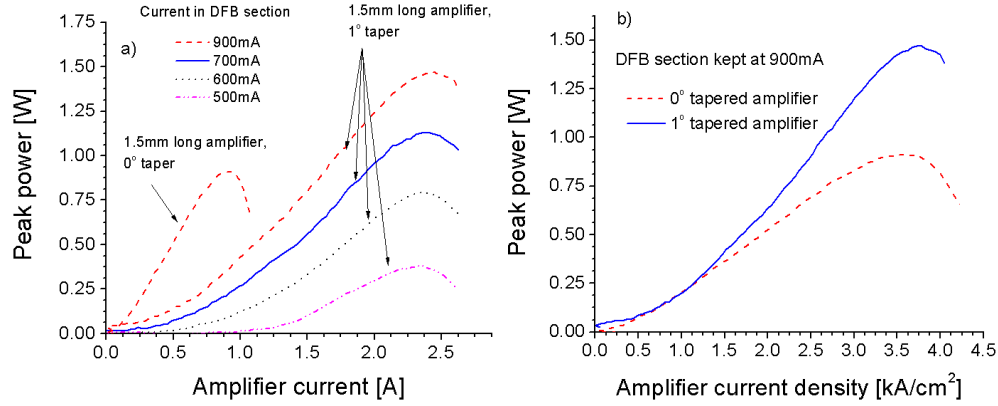 Current in DFB section
1.5mm long amplifier,
1° taper
a)
900mA
700mA
600mA
500mA
1.5mm long amplifier,
0° taper
1.75
1.50
1.25
1.00
0.75
0.50
0.25
0.00
Peak power [W]
0.0
0.5
1.0
1.5
2.0
2.5
Amplifier current [A]
b)
DFB section kept at 900mA
0° tapered amplifier
1° tapered amplifier
1.50
1.25
1.00
0.75
0.50
0.25
0.00
Peak power [W]
0.0 0.5 1.0 1.5 2.0 2.5 3.0 3.5 4.0 4.5
Amplifier current density [kA/cm²]